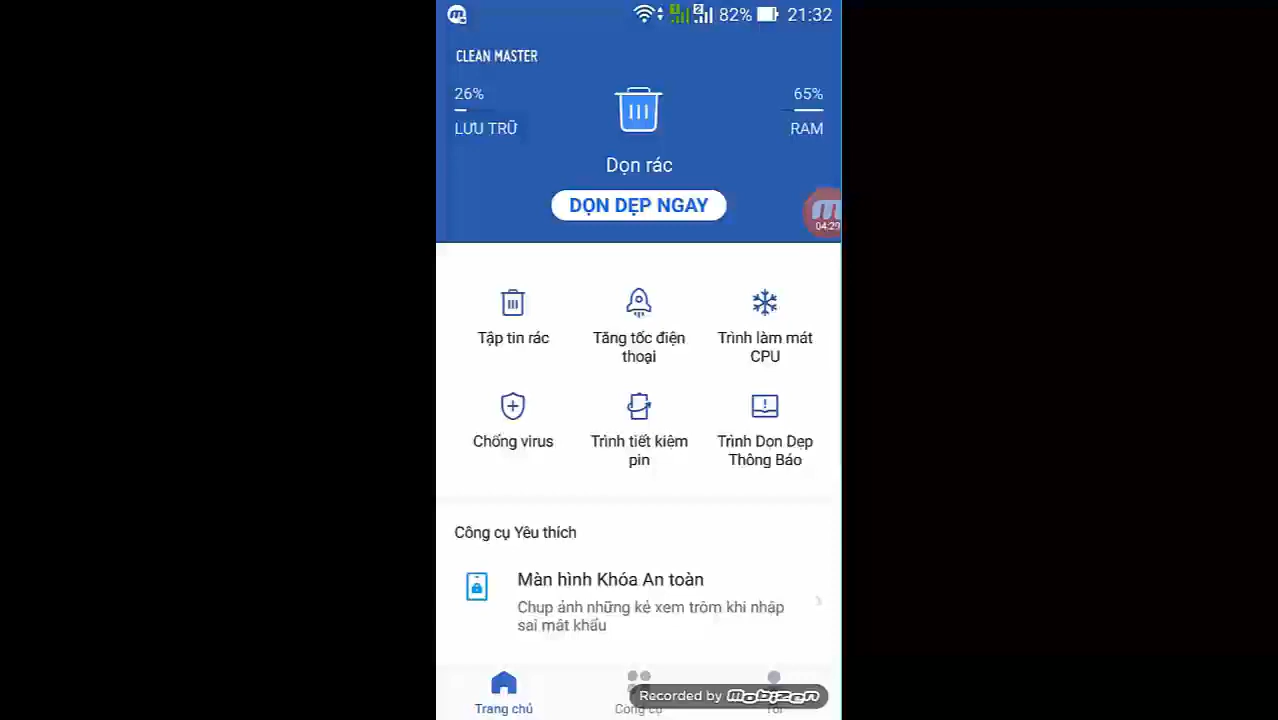 82% 21:32
CLEAN MASTER
26%
65%
LƯU TRỮ
RAM
Dọn rác
DỌN DẸP NGAY
04:29
Tập tin rác
Tăng tốc điện
thoại
Trình làm mát
CPU
Chống virus
Trình tiết kiệm
pin
Trình Dọn Dẹp
Thông Báo
Công cụ Yêu thích
Màn hình Khóa An toàn
Chụp ảnh những kẻ xem trộm khi nhập
sai mật khẩu
Recorded by mobizen
Trang chủ
Công cụ
Tôi